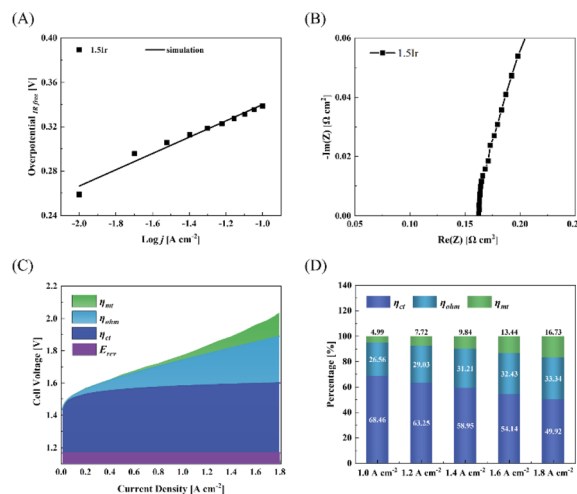 (A)
1.5Ir
simulation
Overpotential IR free [V]
0.40
0.36
0.32
0.28
0.24
-2.0 -1.8 -1.6 -1.4 -1.2 -1.0
Log j [A cm⁻²]
(B)
1.5Ir
-Im(Z) [Ω cm²]
0.06
0.04
0.02
0.00
0.10 0.15 0.20 0.25
Re(Z) [Ω cm²]
(C)
ηmt
ηohm
ηct
Erev
Cell Voltage [V]
2.2
2.0
1.8
1.6
1.4
1.2
0.0 0.2 0.4 0.6 0.8 1.0 1.2 1.4 1.6 1.8
Current Density [A cm⁻²]
(D)
ηct ηohm ηmt
Percentage [%]
140
120
100
80
60
40
20
0
4.99 7.72 9.84 13.44 16.73
26.56 29.03 31.21 32.43 33.34
68.46 63.25 58.95 54.14 49.92
1.0 A cm⁻² 1.2 A cm⁻² 1.4 A cm⁻² 1.6 A cm⁻² 1.8 A cm⁻²